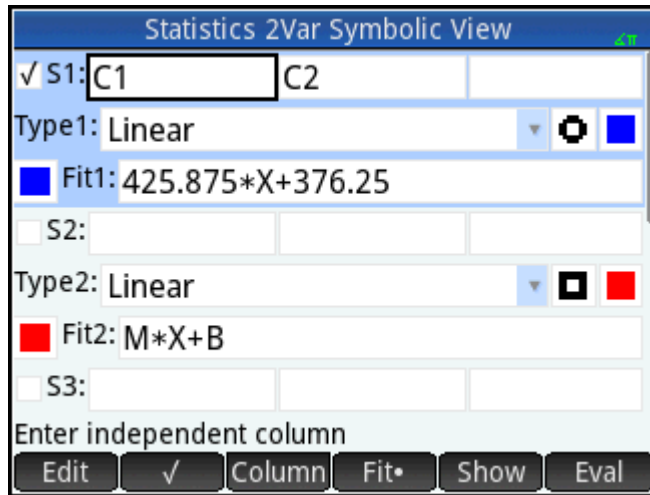 Statistics 2Var Symbolic View
∡π
√ S1: C1 C2
Type1: Linear
Fit1: 425.875*X+376.25
S2:
Type2: Linear
Fit2: M*X+B
S3:
Enter independent column
Edit √ Column Fit• Show Eval